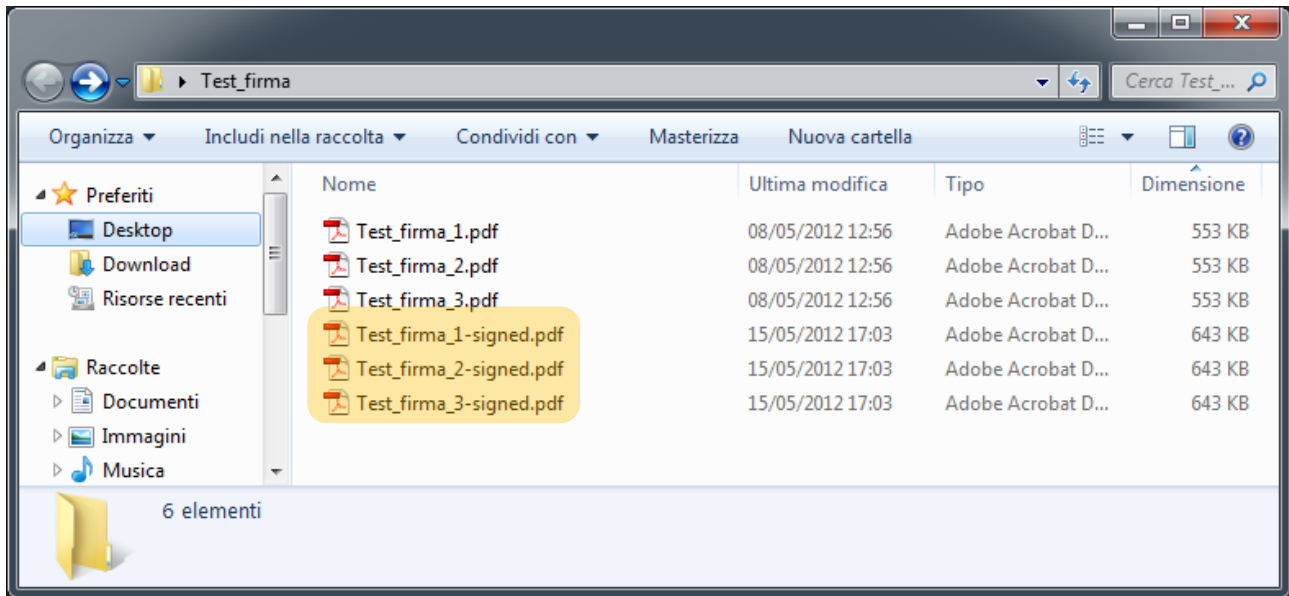 Test_firma
Cerca Test_...
Organizza Includi nella raccolta Condividi con Masterizza Nuova cartella
Preferiti
Desktop
Download
Risorse recenti
Raccolte
Documenti
Immagini
Musica
Nome Ultima modifica Tipo Dimensione
Test_firma_1.pdf 08/05/2012 12:56 Adobe Acrobat D... 553 KB
Test_firma_2.pdf 08/05/2012 12:56 Adobe Acrobat D... 553 KB
Test_firma_3.pdf 08/05/2012 12:56 Adobe Acrobat D... 553 KB
Test_firma_1-signed.pdf 15/05/2012 17:03 Adobe Acrobat D... 643 KB
Test_firma_2-signed.pdf 15/05/2012 17:03 Adobe Acrobat D... 643 KB
Test_firma_3-signed.pdf 15/05/2012 17:03 Adobe Acrobat D... 643 KB
6 elementi